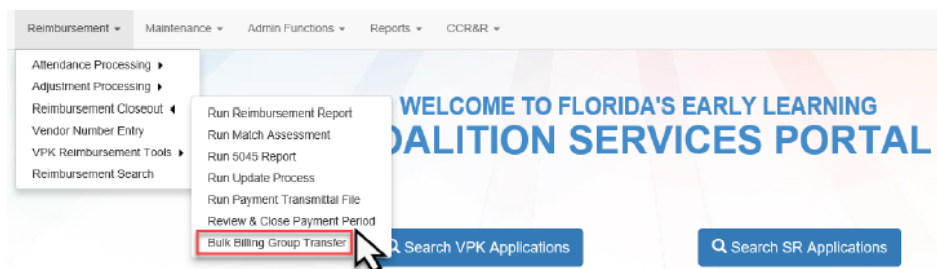 Reimbursement Maintenance Admin Functions Reports CCR&R
Attendance Processing
Adjustment Processing
Reimbursement Closeout
Vendor Number Entry
VPK Reimbursement Tools
Reimbursement Search
Run Reimbursement Report
Run Match Assessment
Run 5045 Report
Run Update Process
Run Payment Transmittal File
Review & Close Payment Period
Bulk Billing Group Transfer
WELCOME TO FLORIDA'S EARLY LEARNING
OALITION SERVICES PORTAL
Search VPK Applications
Search SR Applications